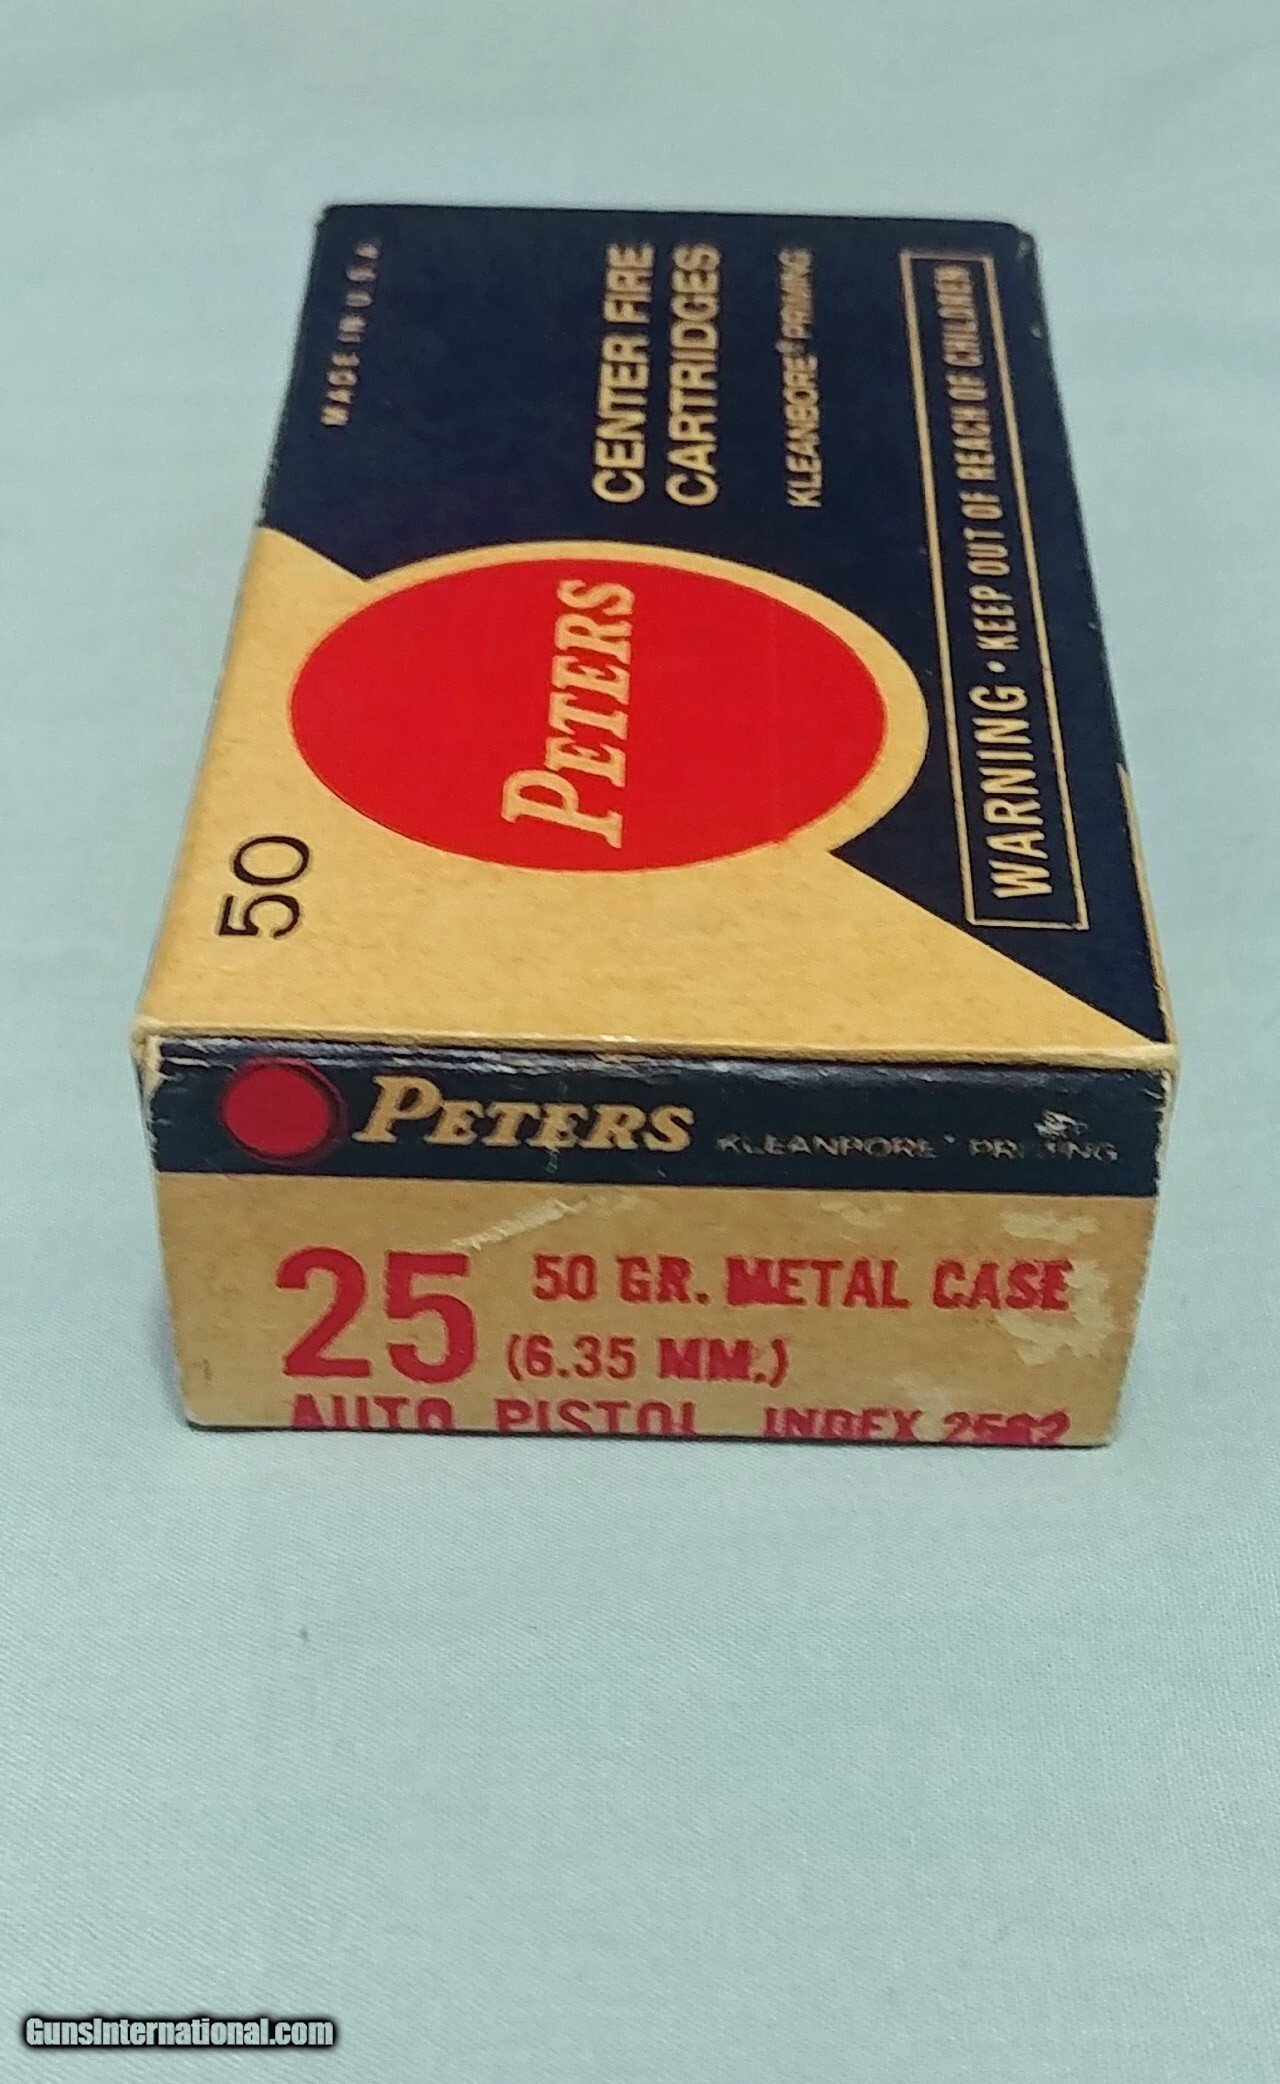 MADE IN U.S.A.
CENTER FIRE
CARTRIDGES
KLEANBORE® PRIMING
WARNING • KEEP OUT OF REACH OF CHILDREN
PETERS
50
PETERS KLEANBORE® PRIMING
25 50 GR. METAL CASE
(6.35 MM.)
AUTO PISTOL INDEX
GunsInternational.com